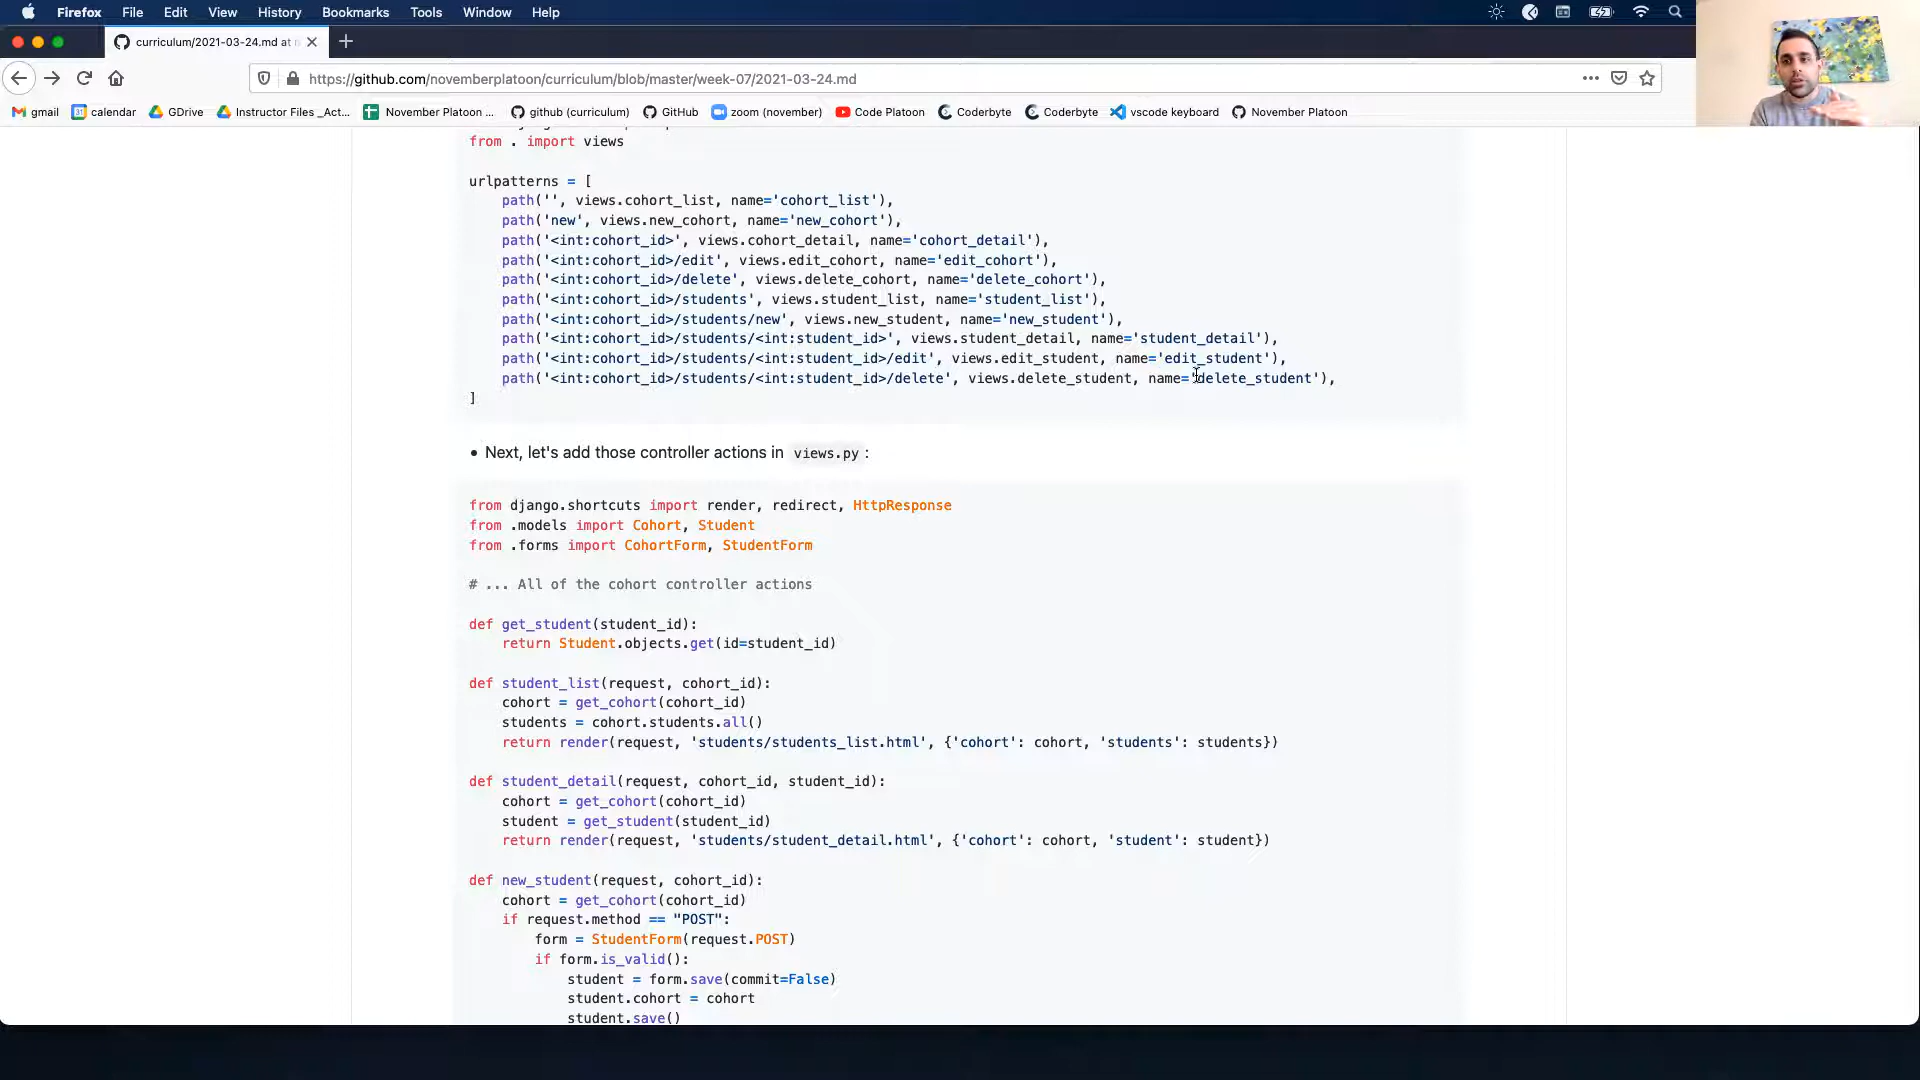 Firefox File Edit View History Bookmarks Tools Window Help
curriculum/2021-03-24.md at n
https://github.com/novemberplatoon/curriculum/blob/master/week-07/2021-03-24.md
gmail calendar GDrive Instructor Files _Act... November Platoon ... github (curriculum) GitHub zoom (november) Code Platoon Coderbyte Coderbyte vscode keyboard November Platoon
from . import views
urlpatterns = [
path('', views.cohort_list, name='cohort_list'),
path('new', views.new_cohort, name='new_cohort'),
path('<int:cohort_id>', views.cohort_detail, name='cohort_detail'),
path('<int:cohort_id>/edit', views.edit_cohort, name='edit_cohort'),
path('<int:cohort_id>/delete', views.delete_cohort, name='delete_cohort'),
path('<int:cohort_id>/students', views.student_list, name='student_list'),
path('<int:cohort_id>/students/new', views.new_student, name='new_student'),
path('<int:cohort_id>/students/<int:student_id>', views.student_detail, name='student_detail'),
path('<int:cohort_id>/students/<int:student_id>/edit', views.edit_student, name='edit_student'),
path('<int:cohort_id>/students/<int:student_id>/delete', views.delete_student, name='delete_student'),
]
• Next, let's add those controller actions in views.py :
from django.shortcuts import render, redirect, HttpResponse
from .models import Cohort, Student
from .forms import CohortForm, StudentForm
# ... All of the cohort controller actions
def get_student(student_id):
return Student.objects.get(id=student_id)
def student_list(request, cohort_id):
cohort = get_cohort(cohort_id)
students = cohort.students.all()
return render(request, 'students/students_list.html', {'cohort': cohort, 'students': students})
def student_detail(request, cohort_id, student_id):
cohort = get_cohort(cohort_id)
student = get_student(student_id)
return render(request, 'students/student_detail.html', {'cohort': cohort, 'student': student})
def new_student(request, cohort_id):
cohort = get_cohort(cohort_id)
if request.method == "POST":
form = StudentForm(request.POST)
if form.is_valid():
student = form.save(commit=False)
student.cohort = cohort
student.save()